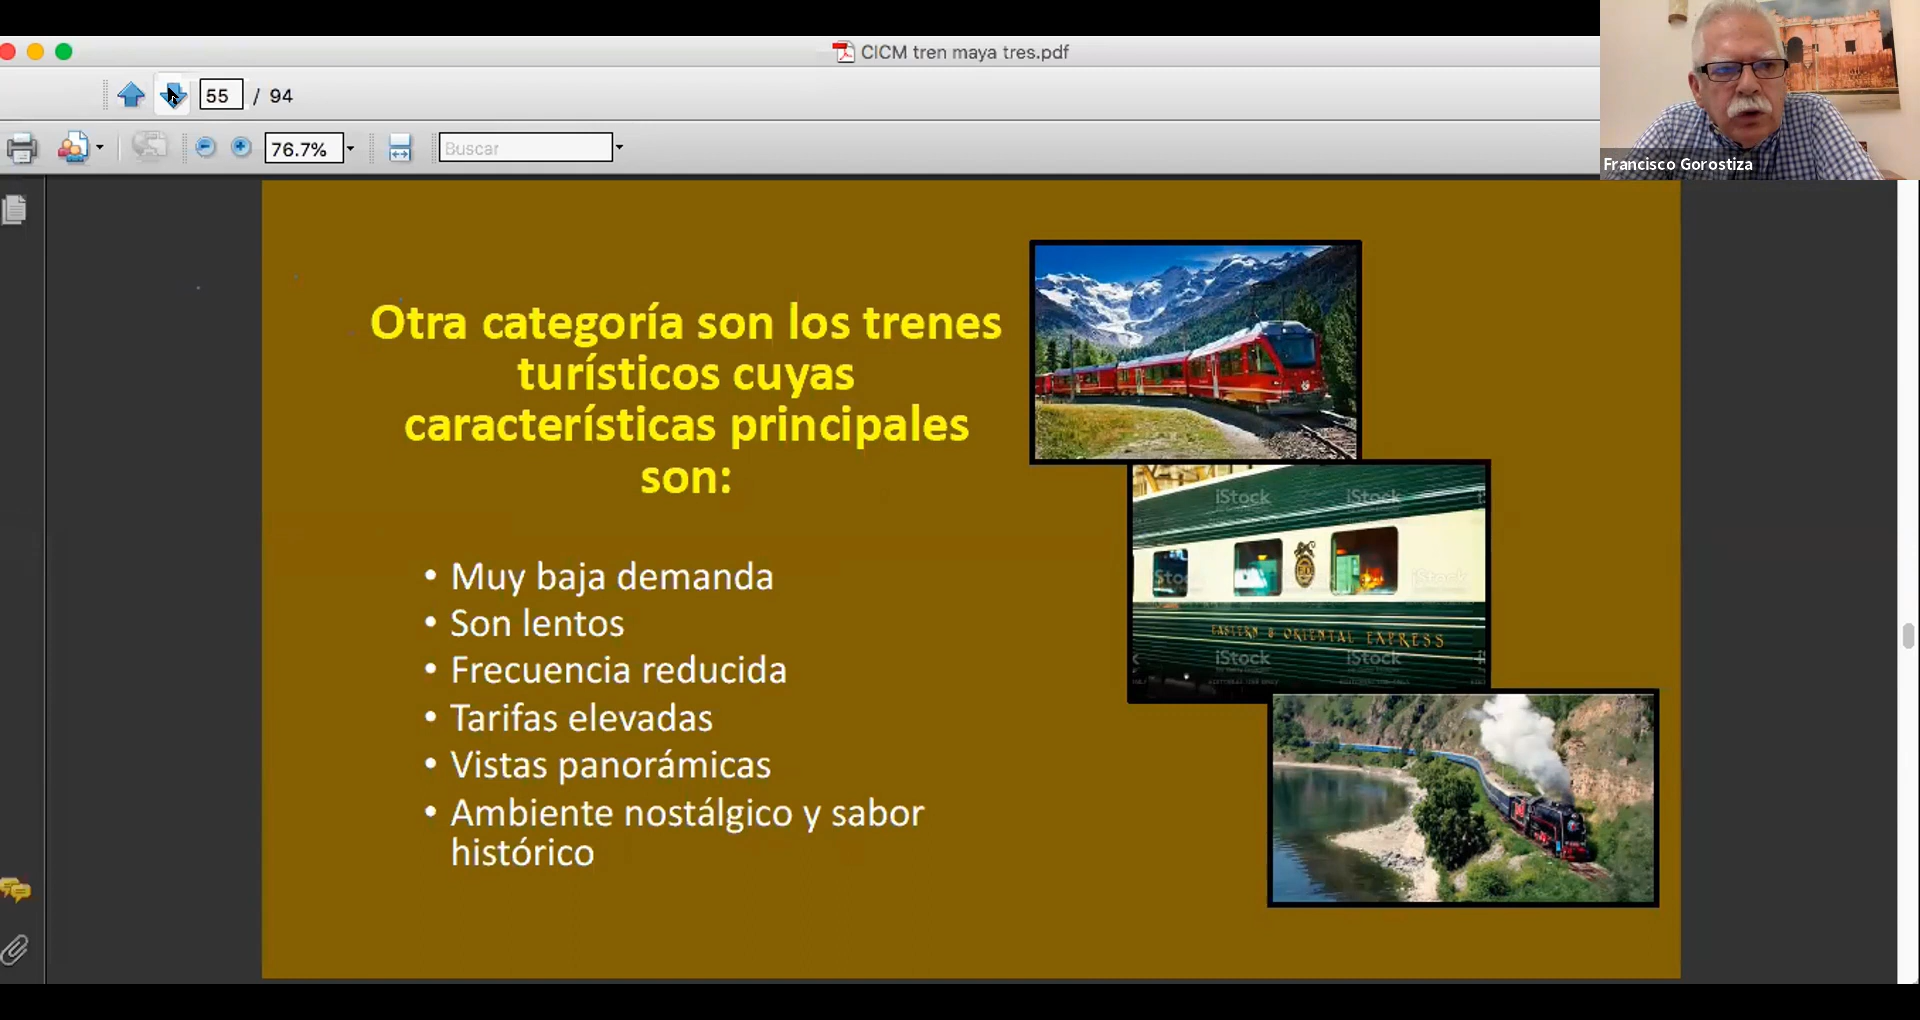 CICM tren maya tres.pdf
55 / 94
76.7%
Buscar
Francisco Gorostiza
Otra categoría son los trenes
turísticos cuyas
características principales
son:
• Muy baja demanda
• Son lentos
• Frecuencia reducida
• Tarifas elevadas
• Vistas panorámicas
• Ambiente nostálgico y sabor
histórico
iStock iStock
EASTERN & ORIENTAL EXPRESS
iStock iStock